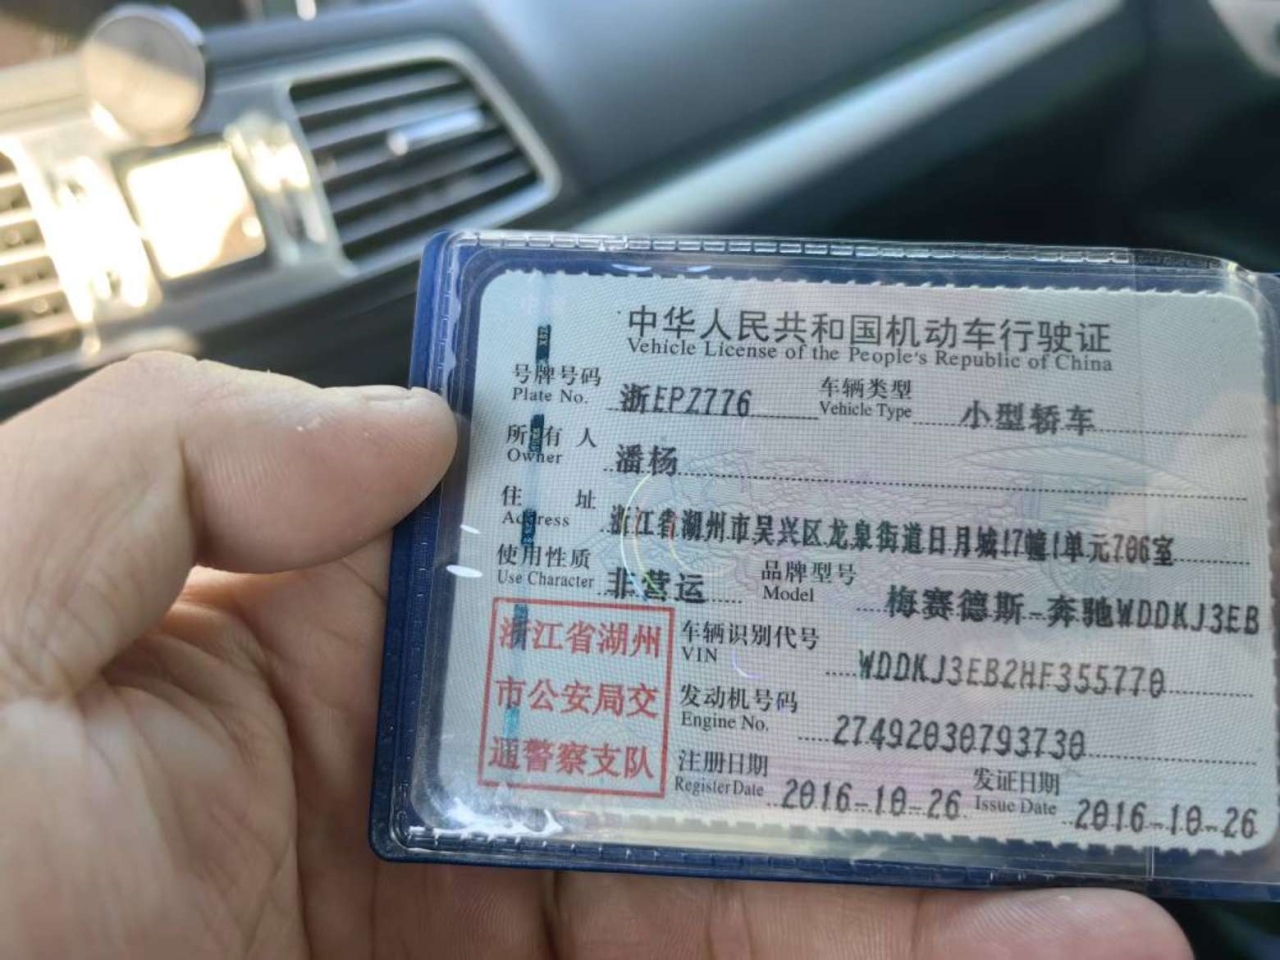 中华人民共和国机动车行驶证
Vehicle License of the People's Republic of China
号牌号码 浙EPZ776 车辆类型 小型轿车
Plate No. Vehicle Type
所有人 潘杨
Owner
住址 浙江省湖州市吴兴区龙泉街道日月城17幢1单元706室
Address
使用性质 非营运 品牌型号 梅赛德斯-奔驰WDDKJ3EB
Use Character Model
浙江省湖州
市公安局交
通警察支队
车辆识别代号 WDDKJ3EB2HF355770
VIN
发动机号码 27492030793730
Engine No.
注册日期 2016-10-26 发证日期 2016-10-26
Register Date Issue Date